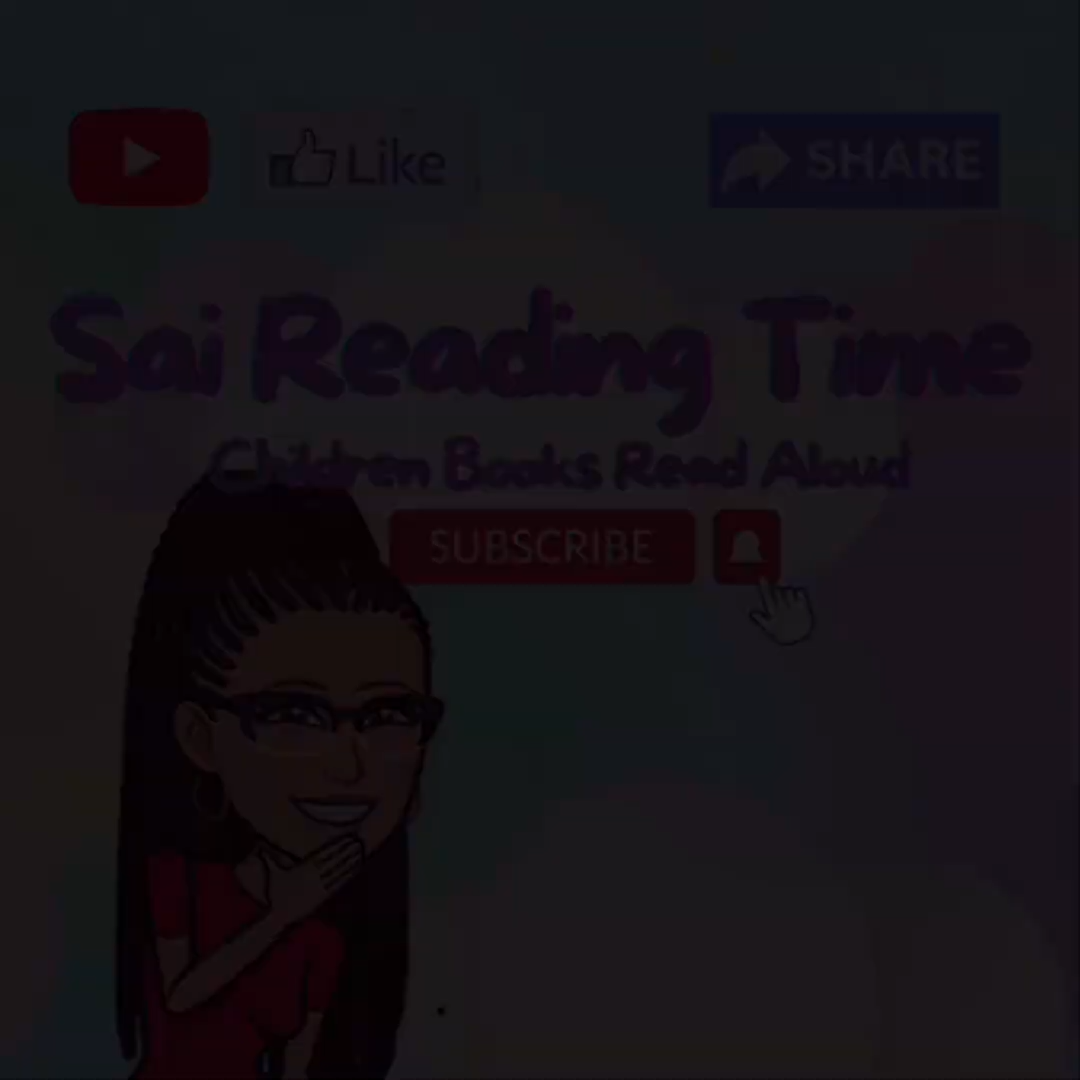 Like
SHARE
Sai Reading Time
Children Books Read Aloud
SUBSCRIBE